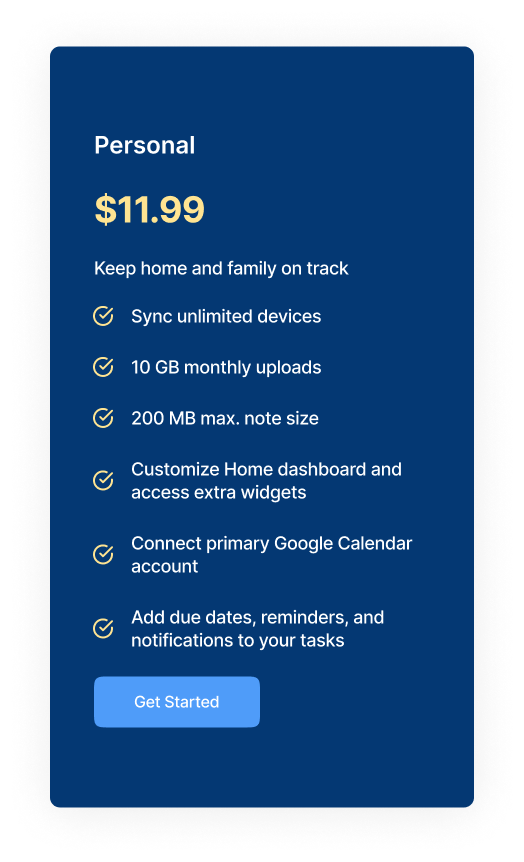 Personal
$11.99
Keep home and family on track
Sync unlimited devices
10 GB monthly uploads
200 MB max. note size
Customize Home dashboard and
access extra widgets
Connect primary Google Calendar
account
Add due dates, reminders, and
notifications to your tasks
Get Started